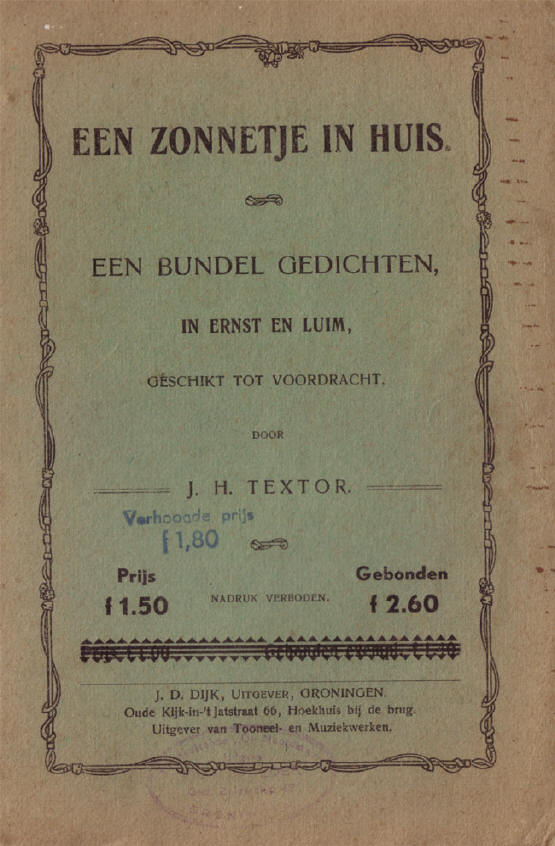 EEN ZONNETJE IN HUIS.
EEN BUNDEL GEDICHTEN,
IN ERNST EN LUIM,
GESCHIKT TOT VOORDRACHT.
DOOR
J. H. TEXTOR.
Verhoogde prijs
f 1,80
Prijs Gebonden
f 1.50 NADRUK VERBODEN. f 2.60
J. D. DIJK, UITGEVER, GRONINGEN.
Oude Kijk-in-'t Jatstraat 66, Hoekhuis bij de brug.
Uitgever van Tooneel- en Muziekwerken.